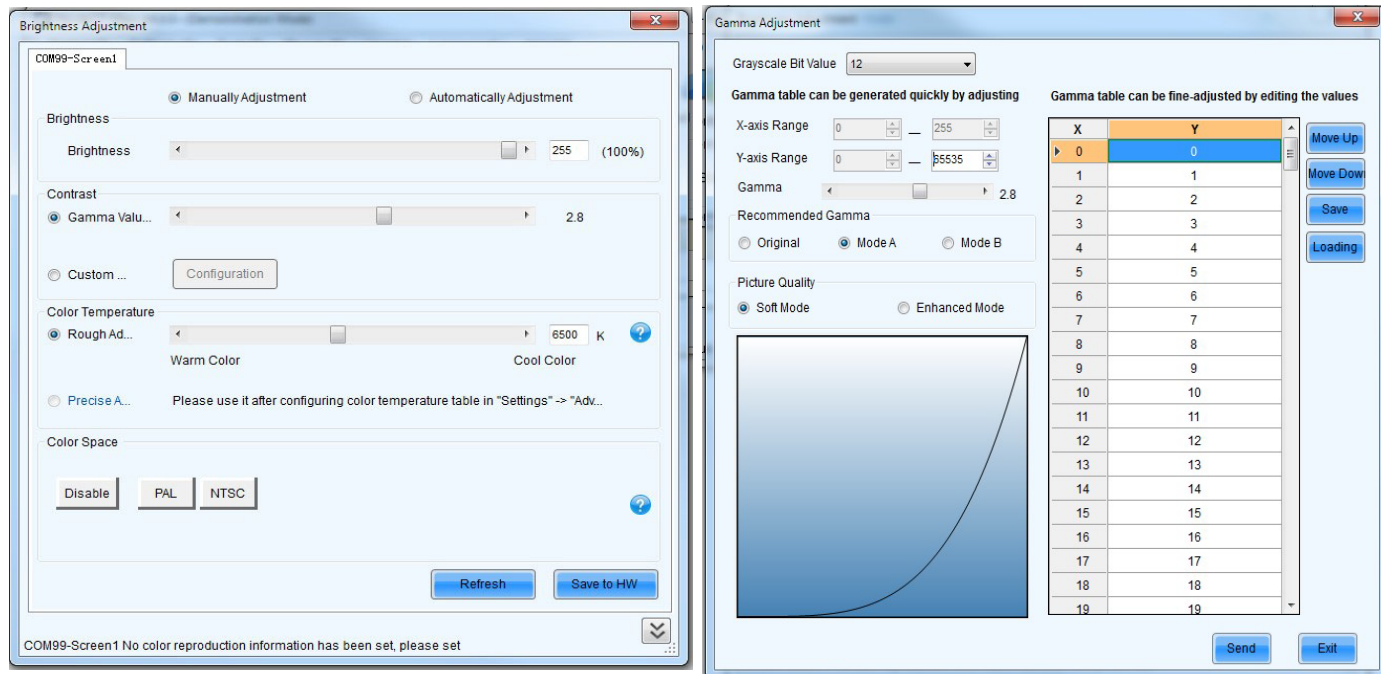 Brightness Adjustment
COM99-Screen1
Manually Adjustment Automatically Adjustment
Brightness
Brightness 255 (100%)
Contrast
Gamma Valu... 2.8
Custom ... Configuration
Color Temperature
Rough Ad... 6500 K
Warm Color Cool Color
Precise A... Please use it after configuring color temperature table in "Settings" -> "Adv...
Color Space
Disable PAL NTSC
Refresh Save to HW
COM99-Screen1 No color reproduction information has been set, please set
Gamma Adjustment
Grayscale Bit Value 12
Gamma table can be generated quickly by adjusting
X-axis Range 0 — 255
Y-axis Range 0 — 65535
Gamma 2.8
Recommended Gamma
Original Mode A Mode B
Picture Quality
Soft Mode Enhanced Mode
Gamma table can be fine-adjusted by editing the values
X Y
0 0
1 1
2 2
3 3
4 4
5 5
6 6
7 7
8 8
9 9
10 10
11 11
12 12
13 13
14 14
15 15
16 16
17 17
18 18
19 19
Move Up
Move Dow
Save
Loading
Send Exit